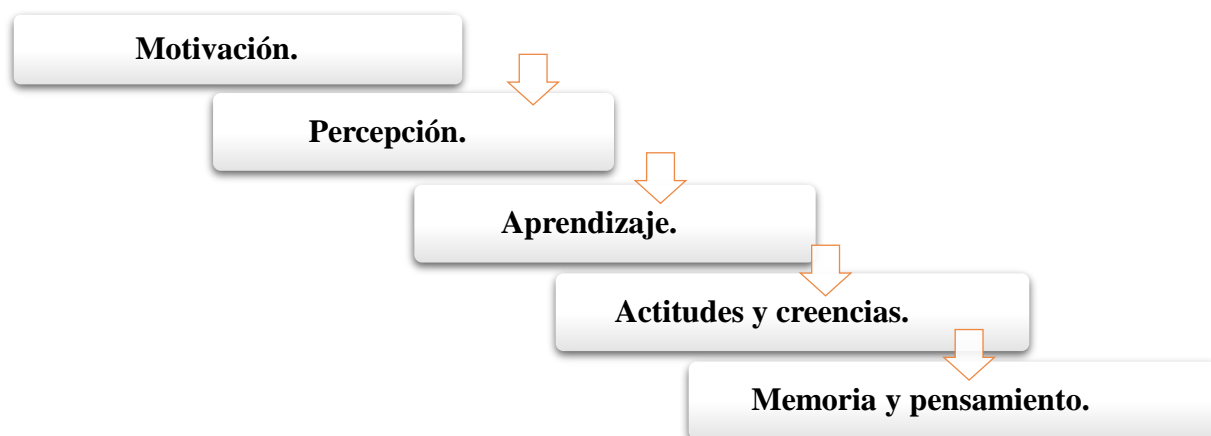 Motivación.
Percepción.
Aprendizaje.
Actitudes y creencias.
Memoria y pensamiento.